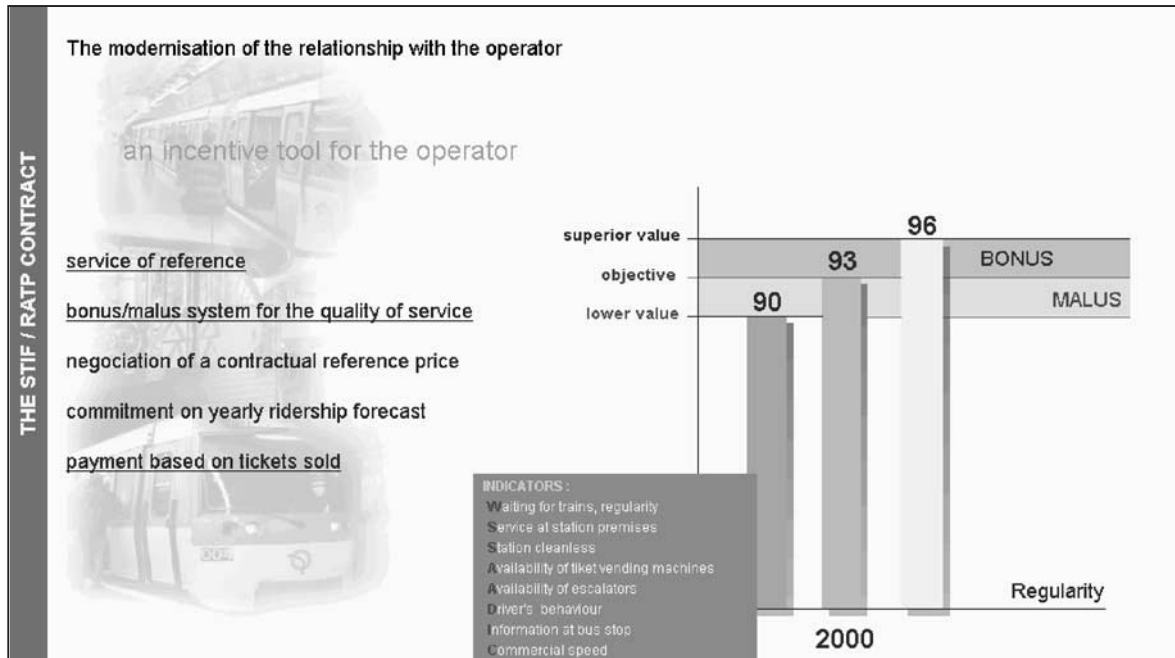 THE STIF / RATP CONTRACT
The modernisation of the relationship with the operator
an incentive tool for the operator
service of reference
bonus/malus system for the quality of service
negociation of a contractual reference price
commitment on yearly ridership forecast
payment based on tickets sold
superior value
objective
lower value
90
93
96
BONUS
MALUS
Regularity
2000
INDICATORS :
Waiting for trains, regularity
Service at station premises
Station cleanless
Availability of tiket vending machines
Availability of escalators
Driver's behaviour
Information at bus stop
Commercial speed